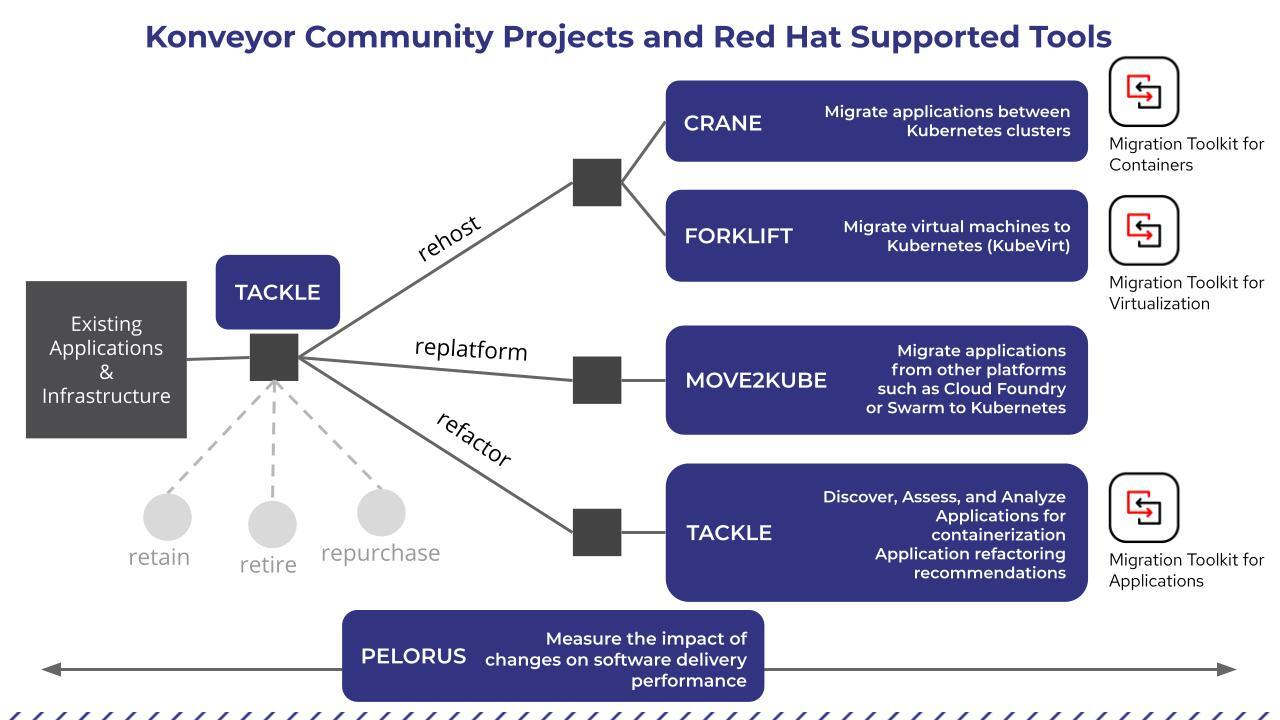 Konveyor Community Projects and Red Hat Supported Tools
CRANE
Migrate applications between
Kubernetes clusters
Migration Toolkit for
Containers
FORKLIFT
Migrate virtual machines to
Kubernetes (KubeVirt)
Migration Toolkit for
Virtualization
rehost
TACKLE
Existing
Applications
&
Infrastructure
replatform
MOVE2KUBE
Migrate applications
from other platforms
such as Cloud Foundry
or Swarm to Kubernetes
refactor
TACKLE
Discover, Assess, and Analyze
Applications for
containerization
Application refactoring
recommendations
Migration Toolkit for
Applications
retain
retire
repurchase
PELORUS
Measure the impact of
changes on software delivery
performance